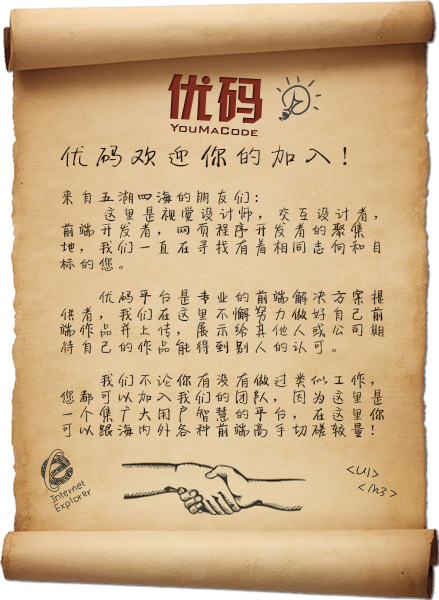 优码
YOUMACODE
优码欢迎你的加入!
来自五湖四海的朋友们:
这里是视觉设计师,交互设计者,
前端开发者,网页程序开发者的聚集
地,我们一直在寻找有着相同志向和目
标的您。
优码平台是专业的前端解决方案提
供者,我们在这里不懈努力做好自己前
端作品并上传,展示给其他人或公司期
待自己的作品能得到别人的认可。
我们不论你有没有做过类似工作,
您都可以加入我们的团队,因为这里是
一个集广大用户智慧的平台,在这里你
可以跟海内外各种前端高手切磋较量!
Internet
Explorer
<Ul>
</h3>